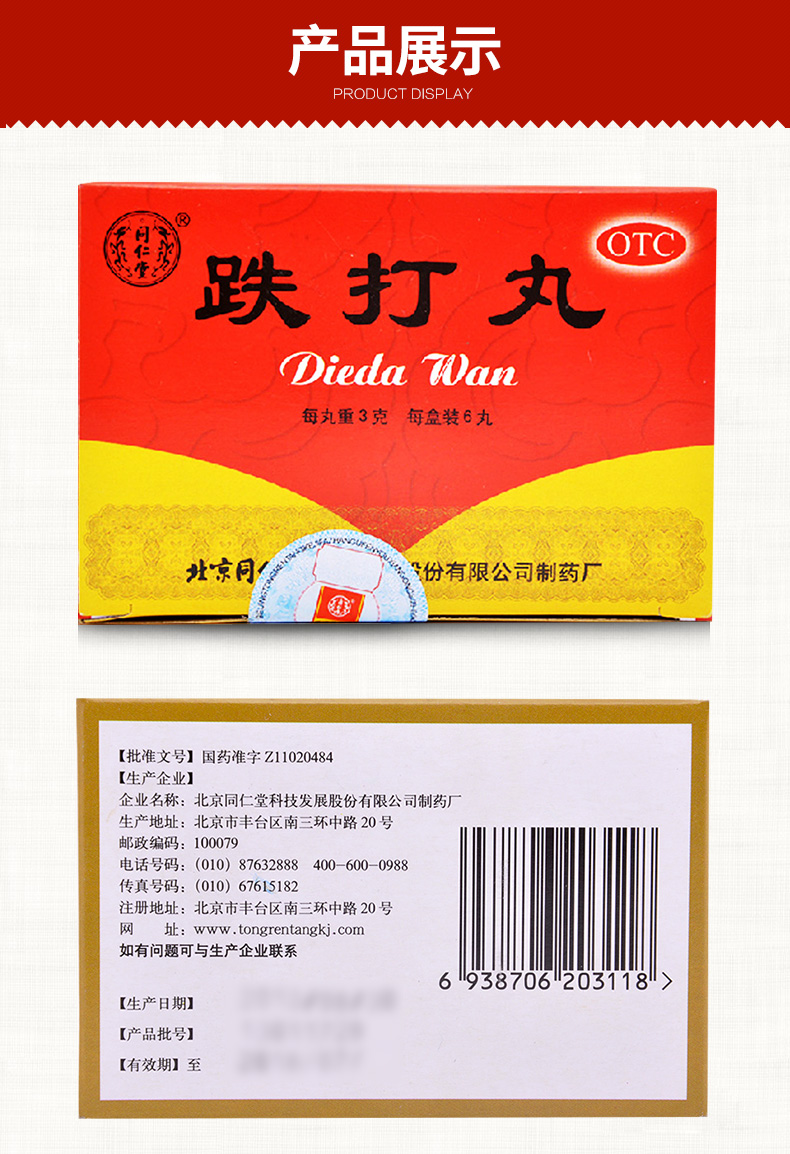 产品展示
PRODUCT DISPLAY
同仁堂
®
OTC
跌打丸
Dieda Wan
每丸重3克 每盒装6丸
北京同 股份有限公司制药厂
【批准文号】国药准字 Z11020484
【生产企业】
企业名称：北京同仁堂科技发展股份有限公司制药厂
生产地址：北京市丰台区南三环中路 20 号
邮政编码：100079
电话号码：(010) 87632888 400-600-0988
传真号码：(010) 67615182
注册地址：北京市丰台区南三环中路 20 号
网 址：www.tongrentangkj.com
如有问题可与生产企业联系
6 938706 203118 >
【生产日期】
【产品批号】
【有效期】至